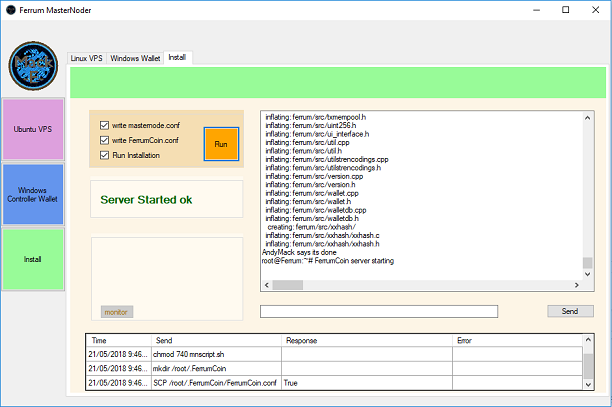 Ferrum MasterNoder
Linux VPS
Windows Wallet
Install
Ubuntu VPS
Windows
Controller Wallet
Install
write masternode.conf
write FerrumCoin.conf
Run Installation
Run
Server Started ok
monitor
inflating: ferrum/src/txmempool.h
inflating: ferrum/src/uint256.h
inflating: ferrum/src/ui_interface.h
inflating: ferrum/src/util.cpp
inflating: ferrum/src/util.h
inflating: ferrum/src/utilstrencodings.cpp
inflating: ferrum/src/utilstrencodings.h
inflating: ferrum/src/version.cpp
inflating: ferrum/src/version.h
inflating: ferrum/src/wallet.cpp
inflating: ferrum/src/wallet.h
inflating: ferrum/src/walletdb.cpp
inflating: ferrum/src/walletdb.h
creating: ferrum/src/xxhash/
inflating: ferrum/src/xxhash/xxhash.c
inflating: ferrum/src/xxhash/xxhash.h
AndyMack says its done
root@Ferrum:~# FerrumCoin server starting
Send
Time Send Response Error
21/05/2018 9:46... chmod 740 mnscript.sh
21/05/2018 9:46... mkdir /root/.FerrumCoin
21/05/2018 9:46... SCP /root/.FerrumCoin/FerrumCoin.conf True